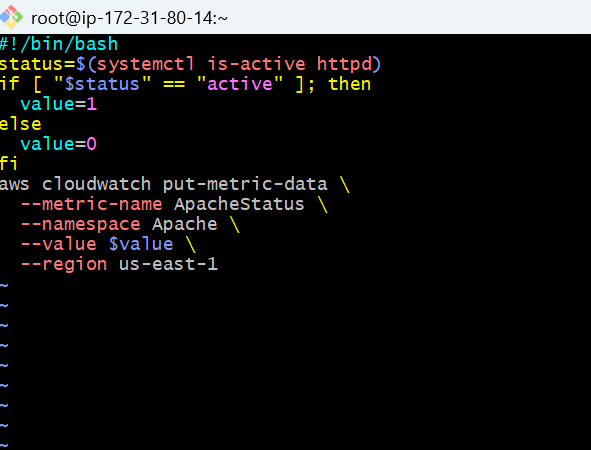 root@ip-172-31-80-14:~
#!/bin/bash
status=$(systemctl is-active httpd)
if [ "$status" == "active" ]; then
  value=1
else
  value=0
fi
aws cloudwatch put-metric-data \
  --metric-name ApacheStatus \
  --namespace Apache \
  --value $value \
  --region us-east-1
~
~
~
~
~
~
~
~
~